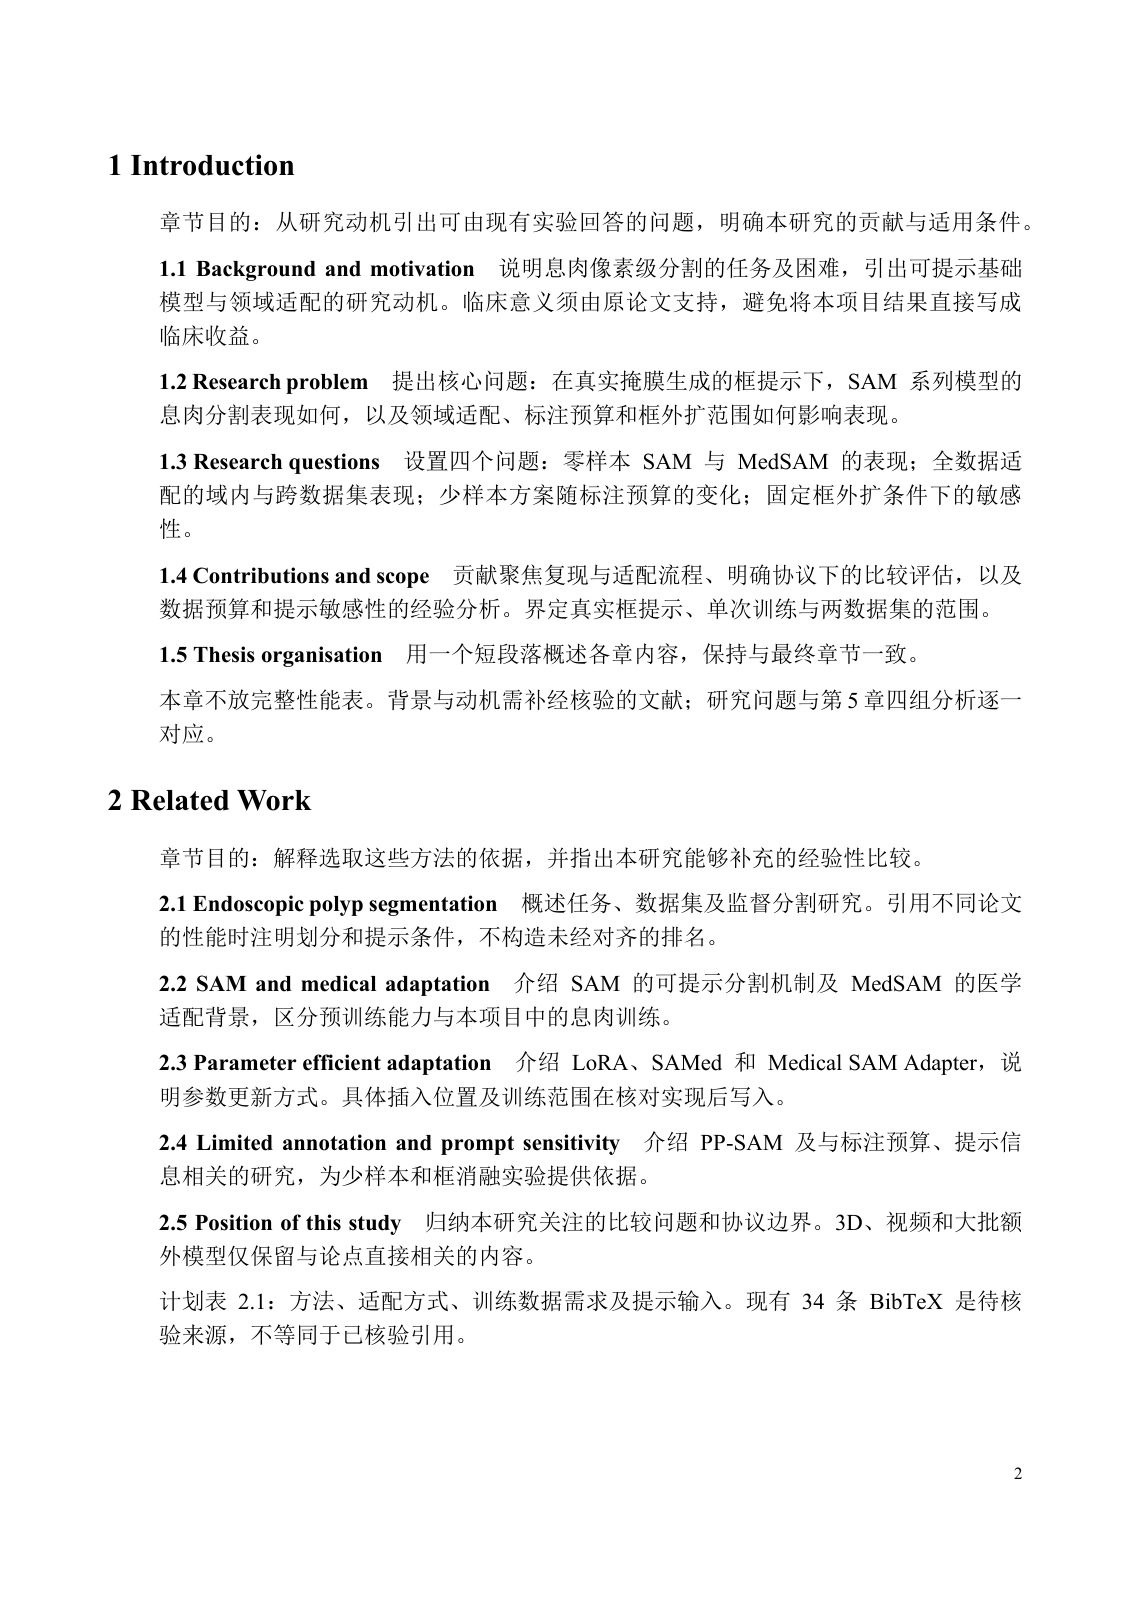 1 Introduction
章节目的：从研究动机引出可由现有实验回答的问题，明确本研究的贡献与适用条件。
1.1 Background and motivation 说明息肉像素级分割的任务及困难，引出可提示基础
模型与领域适配的研究动机。临床意义须由原论文支持，避免将本项目结果直接写成
临床收益。
1.2 Research problem 提出核心问题：在真实掩膜生成的框提示下，SAM 系列模型的
息肉分割表现如何，以及领域适配、标注预算和框外扩范围如何影响表现。
1.3 Research questions 设置四个问题：零样本 SAM 与 MedSAM 的表现；全数据适
配的域内与跨数据集表现；少样本方案随标注预算的变化；固定框外扩条件下的敏感
性。
1.4 Contributions and scope 贡献聚焦复现与适配流程、明确协议下的比较评估，以及
数据预算和提示敏感性的经验分析。界定真实框提示、单次训练与两数据集的范围。
1.5 Thesis organisation 用一个短段落概述各章内容，保持与最终章节一致。
本章不放完整性能表。背景与动机需补经核验的文献；研究问题与第 5 章四组分析逐一
对应。
2 Related Work
章节目的：解释选取这些方法的依据，并指出本研究能够补充的经验性比较。
2.1 Endoscopic polyp segmentation 概述任务、数据集及监督分割研究。引用不同论文
的性能时注明划分和提示条件，不构造未经对齐的排名。
2.2 SAM and medical adaptation 介绍 SAM 的可提示分割机制及 MedSAM 的医学
适配背景，区分预训练能力与本项目中的息肉训练。
2.3 Parameter efficient adaptation 介绍 LoRA、SAMed 和 Medical SAM Adapter，说
明参数更新方式。具体插入位置及训练范围在核对实现后写入。
2.4 Limited annotation and prompt sensitivity 介绍 PP-SAM 及与标注预算、提示信
息相关的研究，为少样本和框消融实验提供依据。
2.5 Position of this study 归纳本研究关注的比较问题和协议边界。3D、视频和大批额
外模型仅保留与论点直接相关的内容。
计划表 2.1：方法、适配方式、训练数据需求及提示输入。现有 34 条 BibTeX 是待核
验来源，不等同于已核验引用。
2